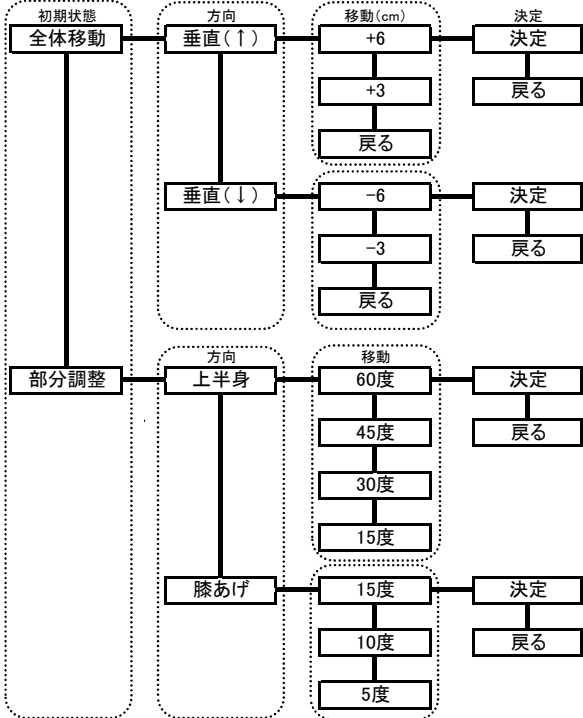 初期状態 方向 移動(cm) 決定
全体移動 垂直(↑) +6 決定
+3 戻る
戻る
垂直(↓) -6 決定
-3 戻る
戻る
方向 移動
部分調整 上半身 60度 決定
45度 戻る
30度
15度
膝あげ 15度 決定
10度 戻る
5度